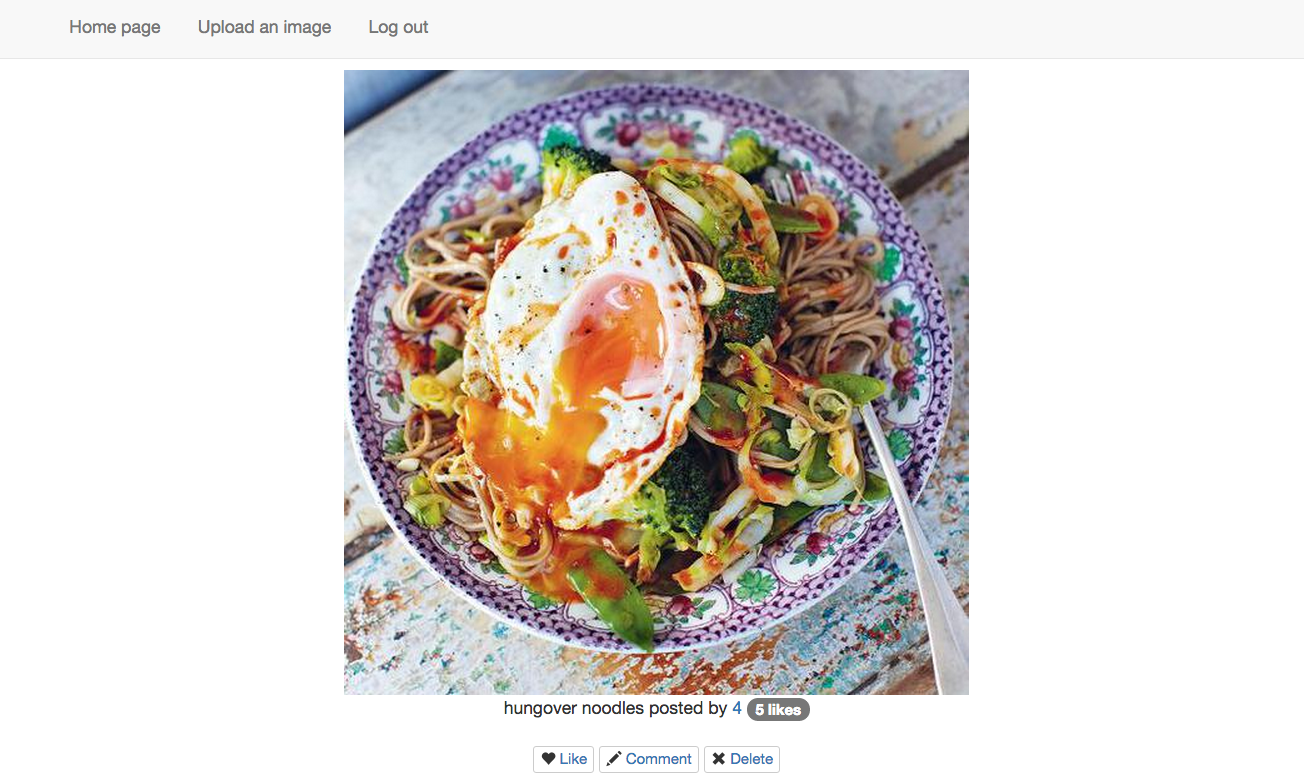 Home page Upload an image Log out
hungover noodles posted by 4 5 likes
Like Comment Delete